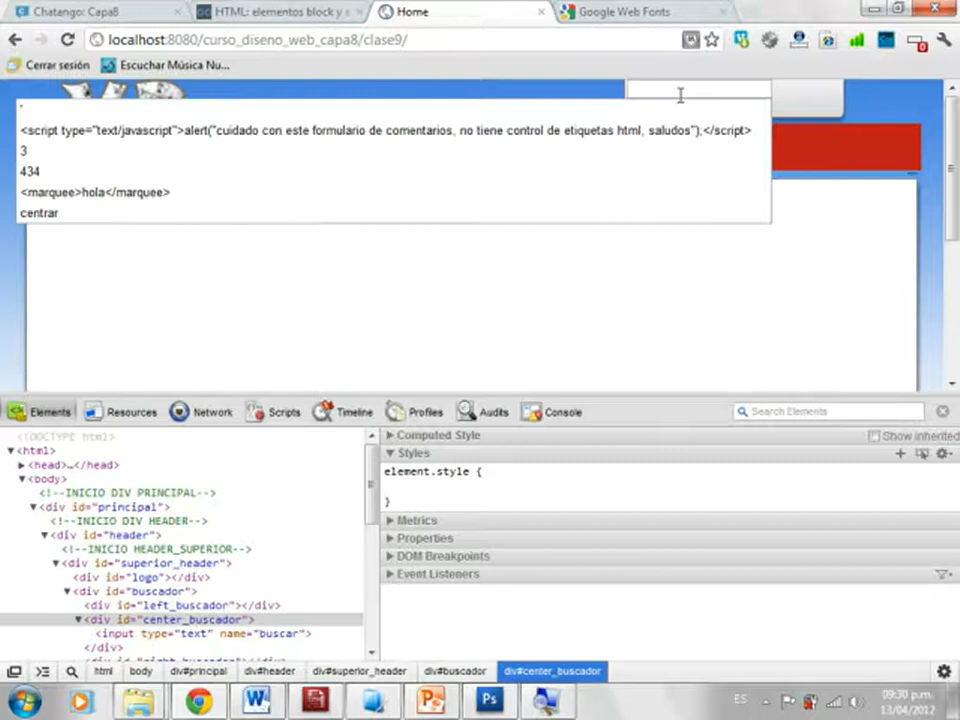 Chatango: Capa8
HTML: elementos block y
Home
Google Web Fonts
localhost:8080/curso_diseno_web_capa8/clase9/
Cerrar sesión
Escuchar Música Nu...
<script type="text/javascript">alert("cuidado con este formulario de comentarios, no tiene control de etiquetas html, saludos");</script>
3
434
<marquee>hola</marquee>
centrar
Elements
Resources
Network
Scripts
Timeline
Profiles
Audits
Console
Search Elements
<!DOCTYPE html>
<html>
<head>…</head>
<body>
<!--INICIO DIV PRINCIPAL-->
<div id="principal">
<!--INICIO DIV HEADER-->
<div id="header">
<!--INICIO HEADER_SUPERIOR-->
<div id="superior_header">
<div id="logo"></div>
<div id="buscador">
<div id="left_buscador"></div>
<div id="center_buscador">
<input type="text" name="buscar">
</div>
Computed Style
Show inherited
Styles
element.style {
}
Metrics
Properties
DOM Breakpoints
Event Listeners
html body div#principal div#header div#superior_header div#buscador div#center_buscador
ES
09:30 p.m.
13/04/2012